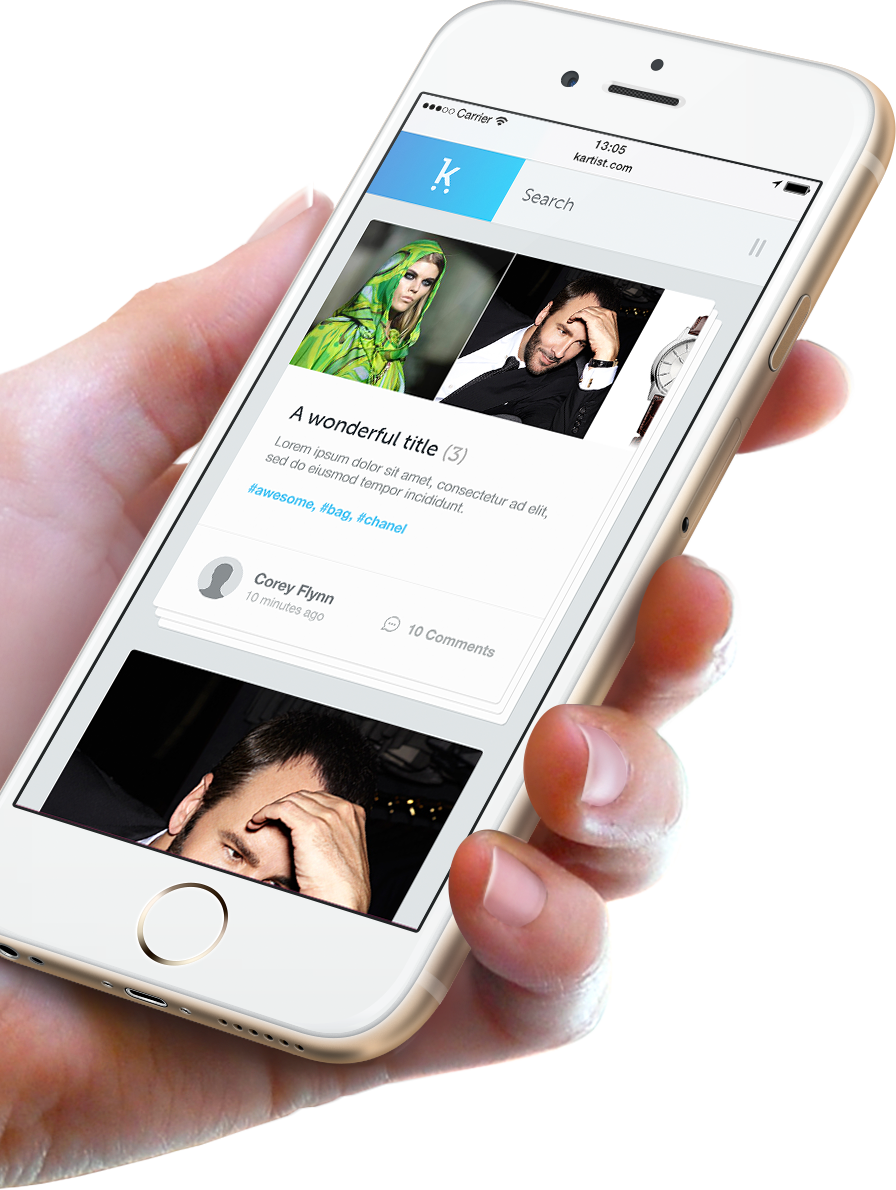 Carrier
13:05
kartist.com
k
Search
A wonderful title (3)
Lorem ipsum dolor sit amet, consectetur ad elit,
sed do eiusmod tempor incididunt.
#awesome, #bag, #chanel
Corey Flynn
10 minutes ago
10 Comments